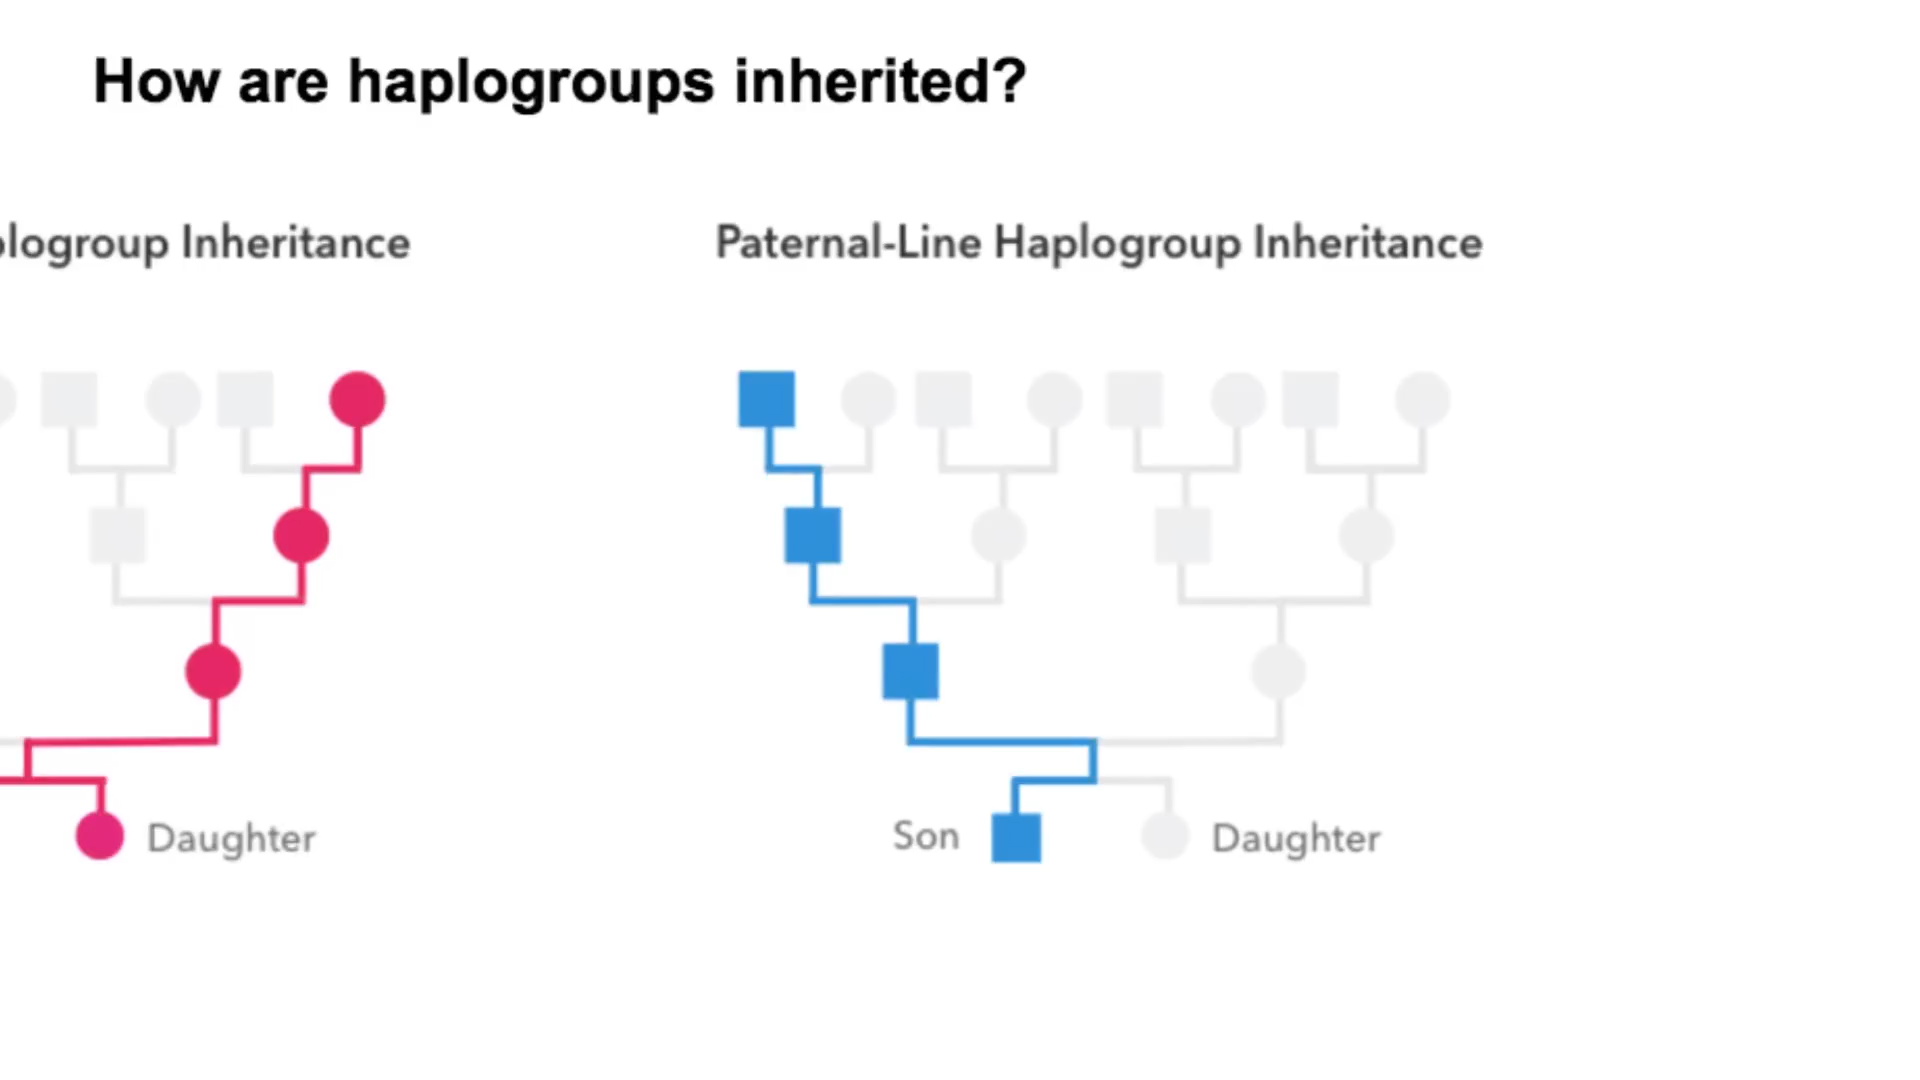 How are haplogroups inherited?
logroup Inheritance
Paternal-Line Haplogroup Inheritance
Daughter
Son
Daughter